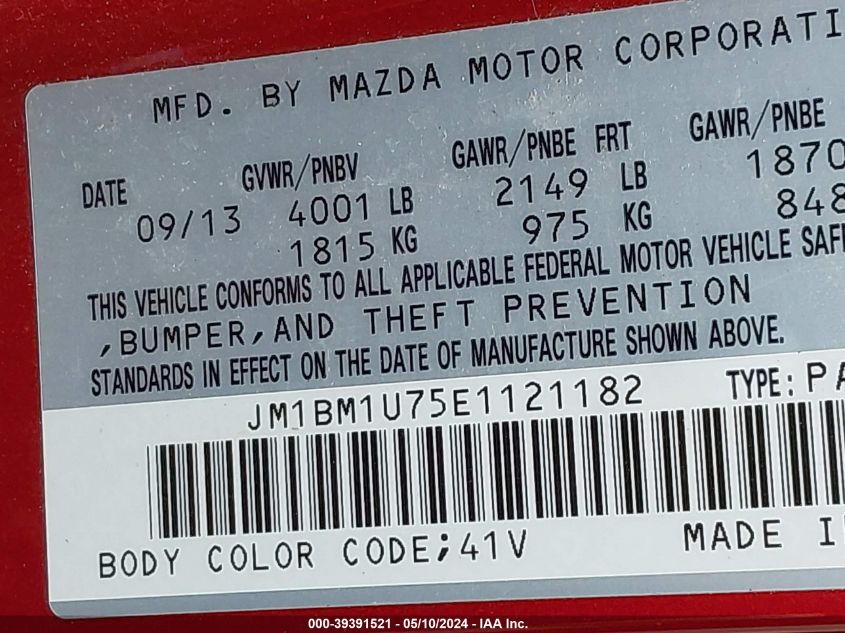 MFD. BY MAZDA MOTOR CORPORATI
DATE GVWR/PNBV GAWR/PNBE FRT GAWR/PNBE
09/13 4001 LB 2149 LB 1870
1815 KG 975 KG 848
THIS VEHICLE CONFORMS TO ALL APPLICABLE FEDERAL MOTOR VEHICLE SAF
,BUMPER,AND THEFT PREVENTION
STANDARDS IN EFFECT ON THE DATE OF MANUFACTURE SHOWN ABOVE.
JM1BM1U75E1121182 TYPE: PA
BODY COLOR CODE;41V MADE I
000-39391521 - 05/10/2024 - IAA Inc.